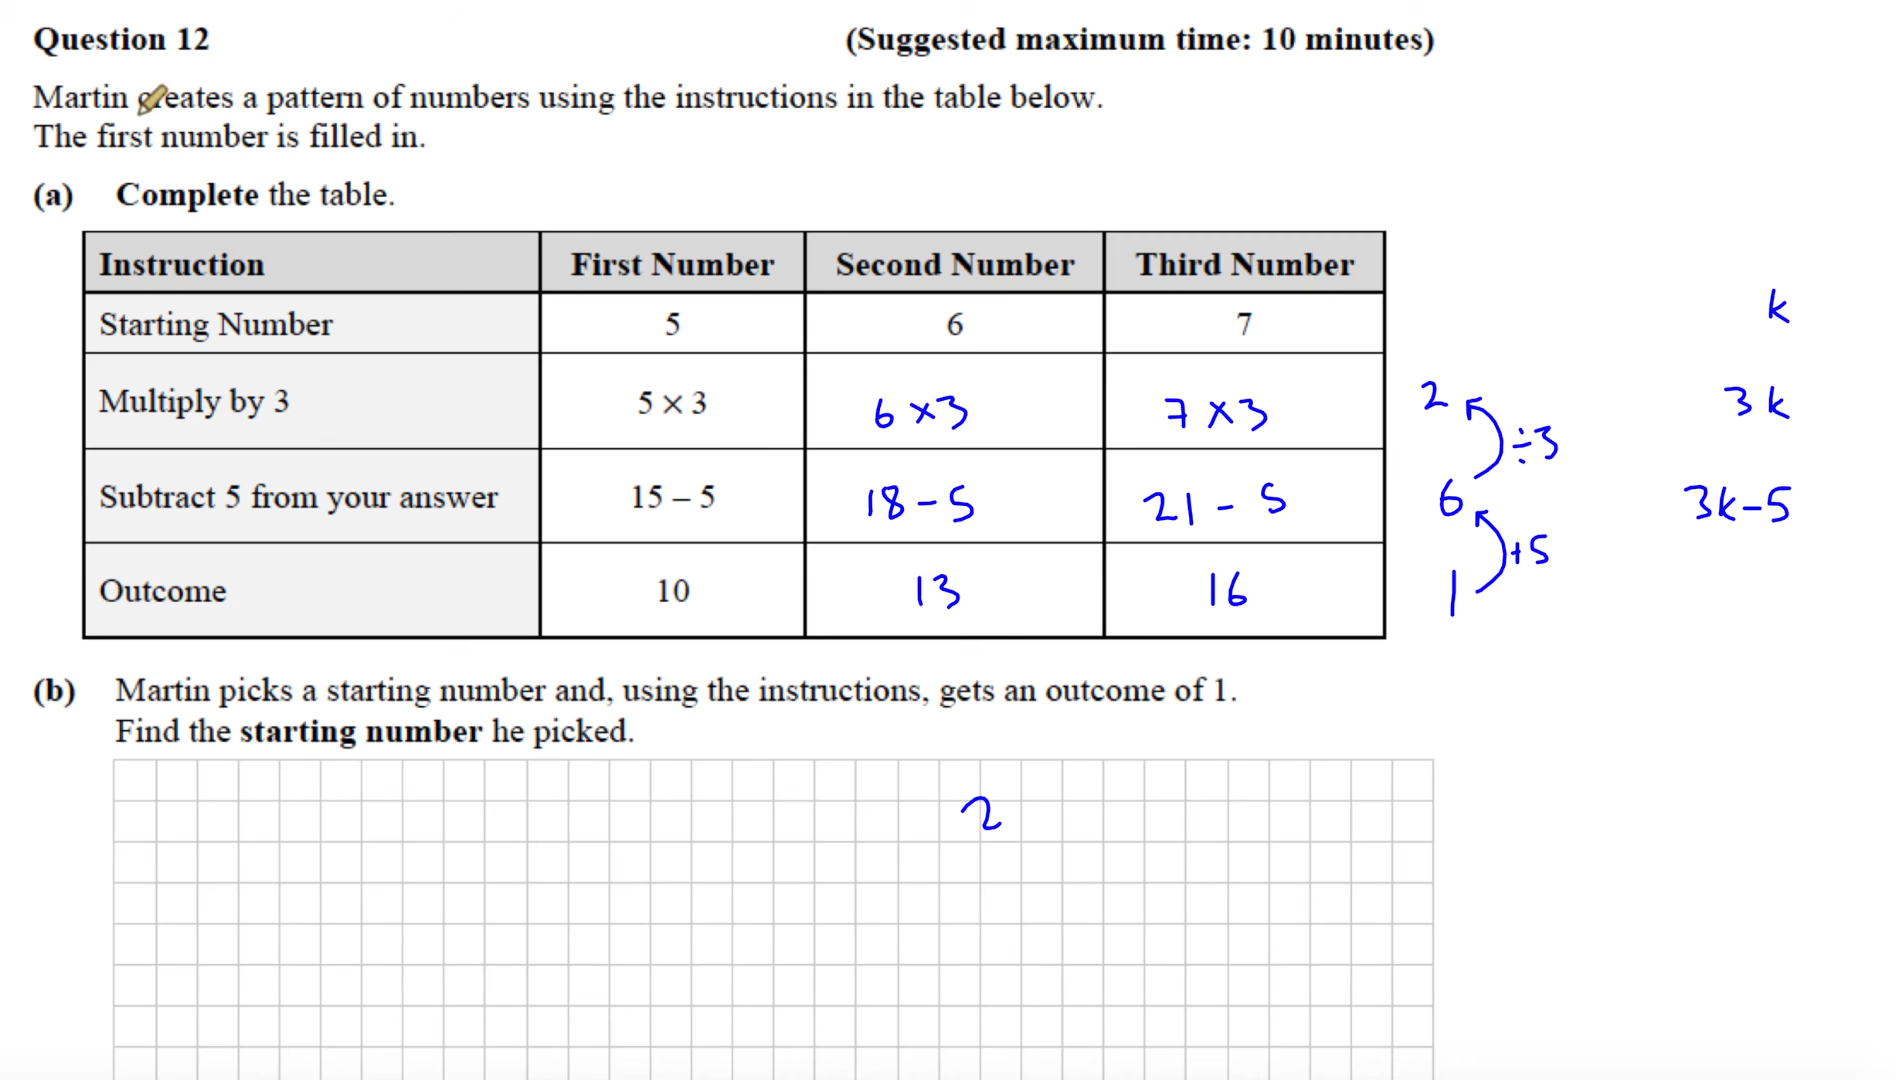 Question 12 (Suggested maximum time: 10 minutes)
Martin creates a pattern of numbers using the instructions in the table below.
The first number is filled in.
(a) Complete the table.
Instruction First Number Second Number Third Number
Starting Number 5 6 7 k
Multiply by 3 5 × 3 6 × 3 7 × 3 2 3k
÷3
Subtract 5 from your answer 15 – 5 18 - 5 21 - 5 6 3k-5
+5
Outcome 10 13 16 1
(b) Martin picks a starting number and, using the instructions, gets an outcome of 1.
Find the starting number he picked.
2